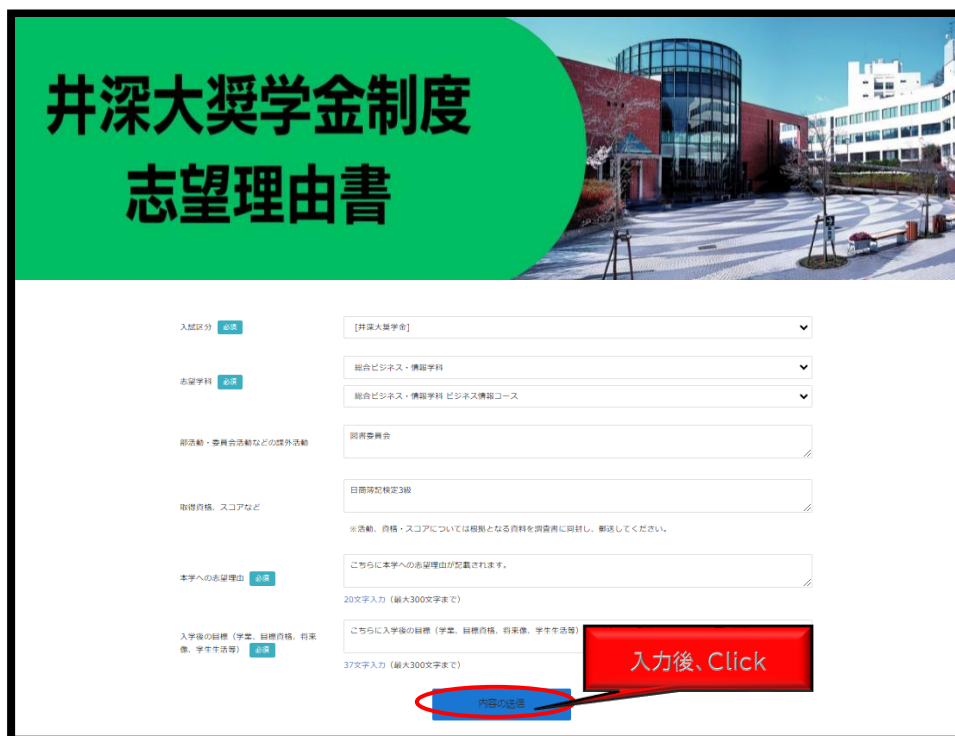 井深大奨学金制度
志望理由書
入試区分 必須
[井深大奨学金]
志望学科 必須
総合ビジネス・情報学科
総合ビジネス・情報学科 ビジネス情報コース
部活動・委員会活動などの課外活動
図書委員会
取得資格、スコアなど
日商簿記検定3級
※活動、資格・スコアについては根拠となる資料を調査書に同封し、郵送してください。
本学への志望理由 必須
こちらに本学への志望理由が記載されます。
20文字入力（最大300文字まで）
入学後の目標（学業、目標資格、将来
像、学生生活等） 必須
こちらに入学後の目標（学業、目標資格、将来像、学生生活等）
37文字入力（最大300文字まで）
入力後、Click
内容の送信